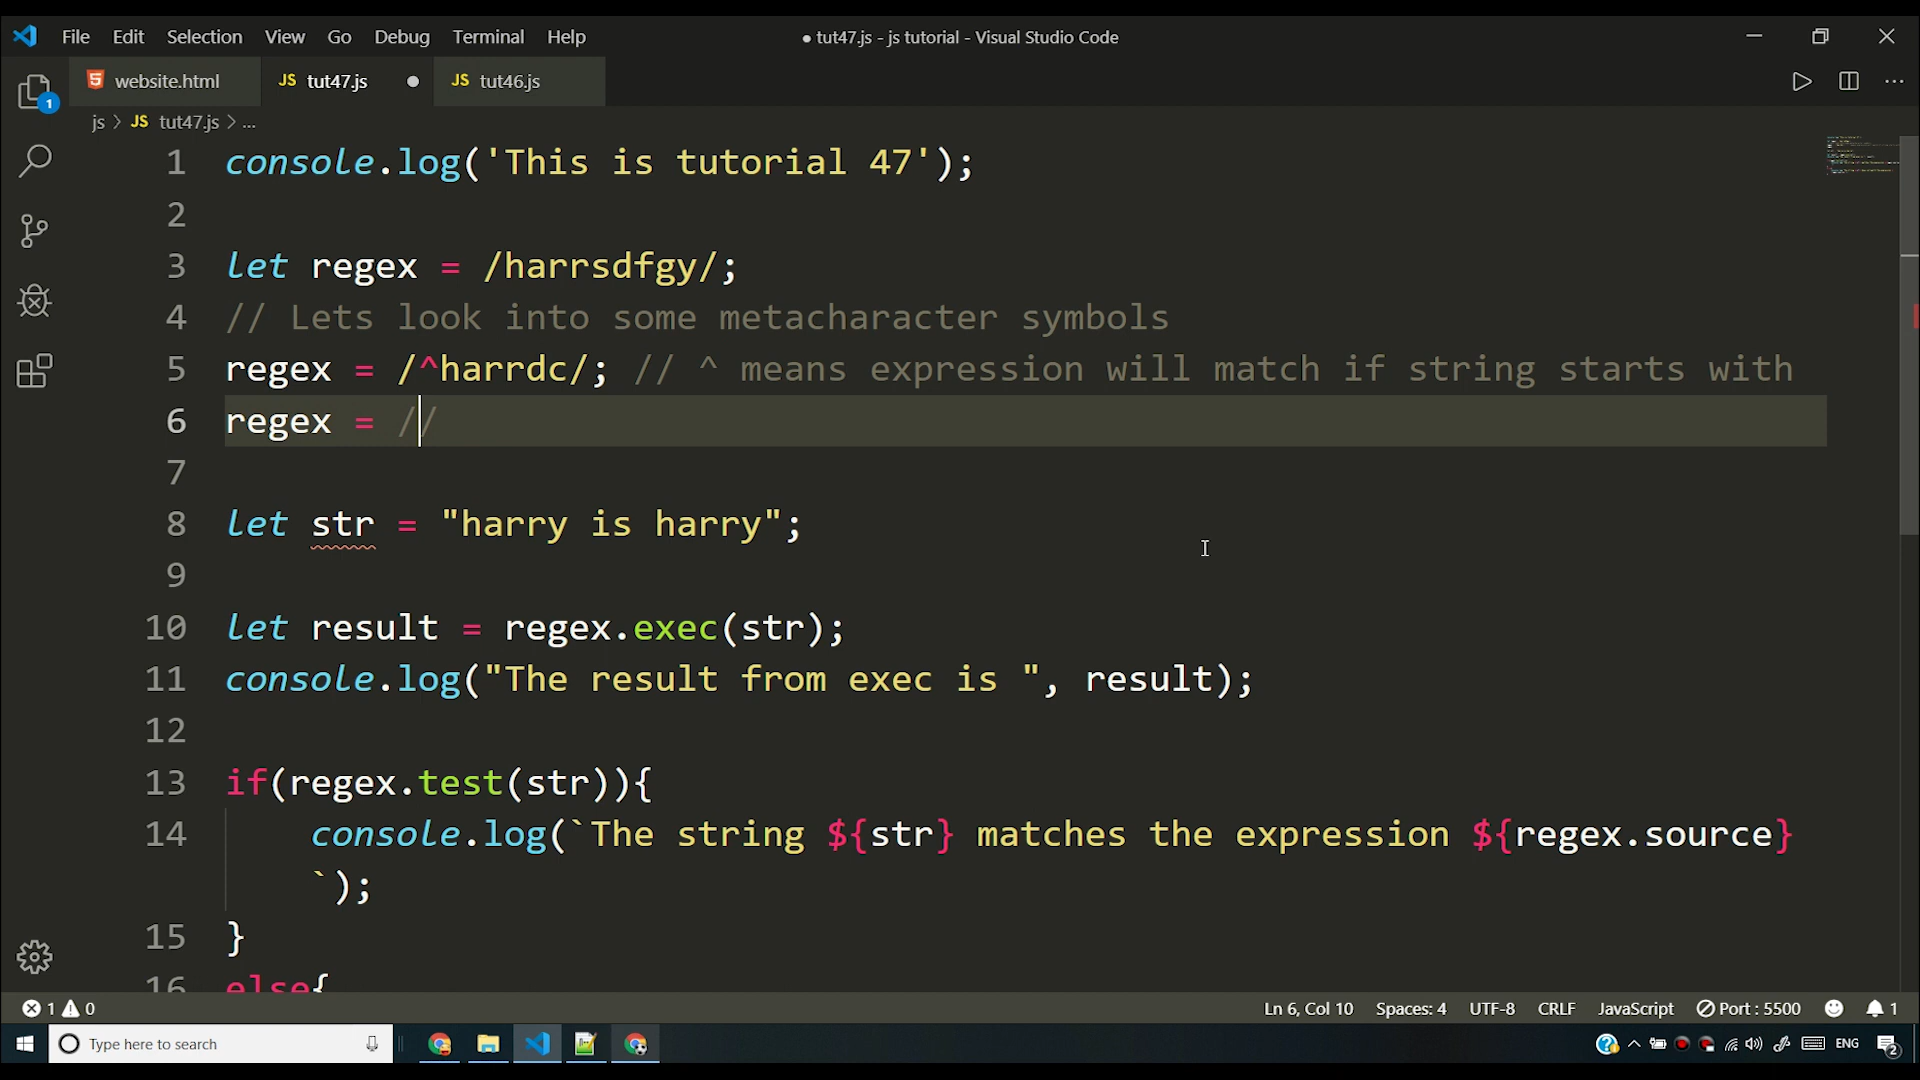 File Edit Selection View Go Debug Terminal Help
● tut47.js - js tutorial - Visual Studio Code
website.html
JS tut47.js ●
JS tut46.js
1
js > JS tut47.js > ...
1 console.log('This is tutorial 47');
2
3 let regex = /harrsdfgy/;
4 // Lets look into some metacharacter symbols
5 regex = /^harrdc/; // ^ means expression will match if string starts with
6 regex = //
7
8 let str = "harry is harry";
9
10 let result = regex.exec(str);
11 console.log("The result from exec is ", result);
12
13 if(regex.test(str)){
14 console.log(`The string ${str} matches the expression ${regex.source}
`);
15 }
16 else{
1 0
Ln 6, Col 10 Spaces: 4 UTF-8 CRLF JavaScript Port : 5500 1
Type here to search
ENG
2